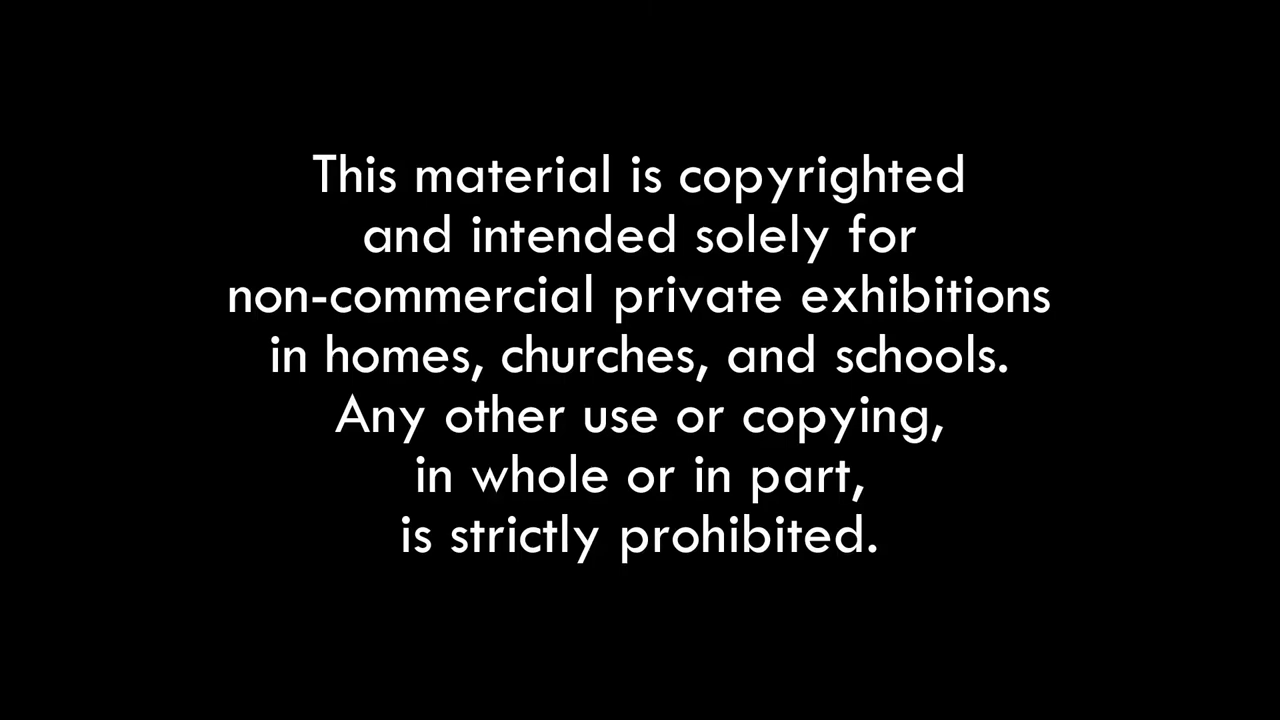 This material is copyrighted
and intended solely for
non-commercial private exhibitions
in homes, churches, and schools.
Any other use or copying,
in whole or in part,
is strictly prohibited.